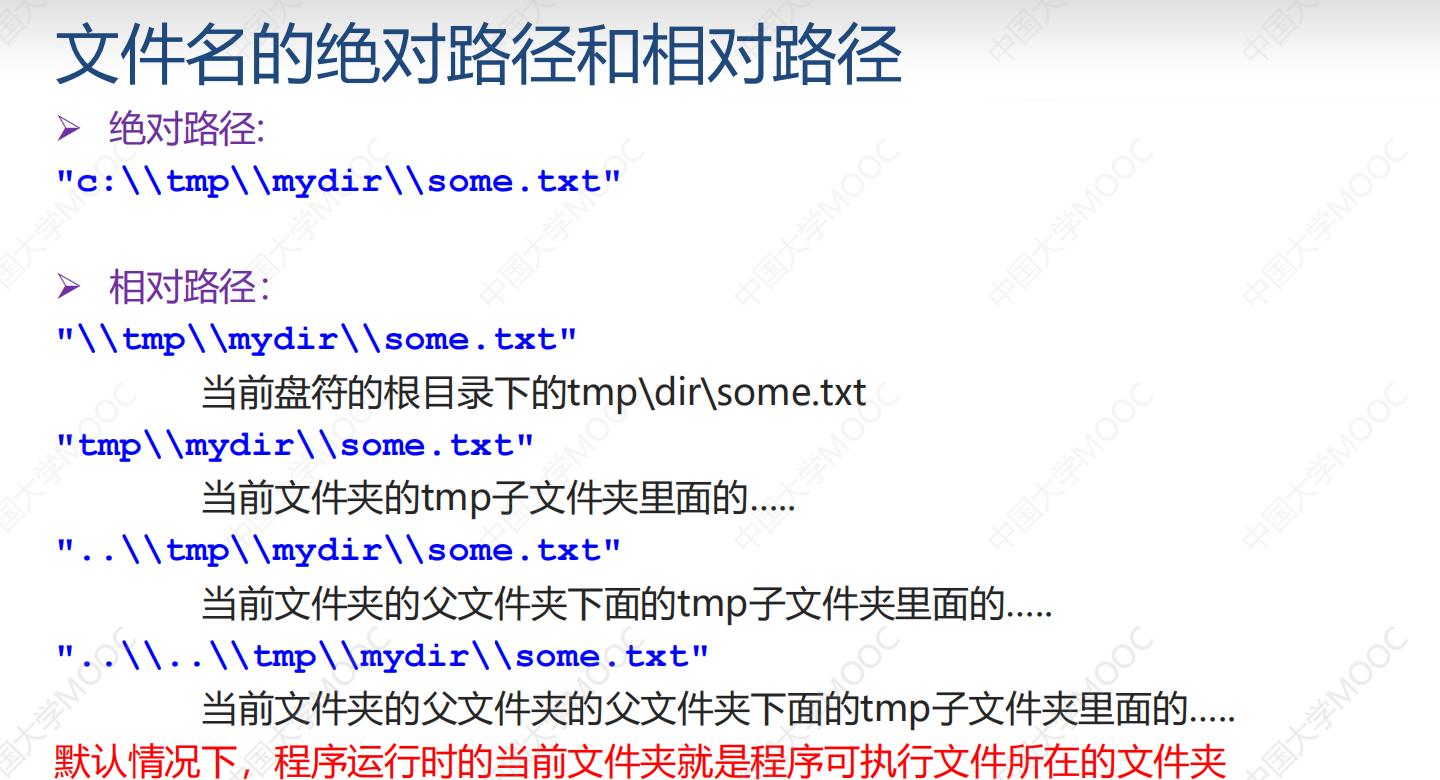 文件名的绝对路径和相对路径
➢ 绝对路径:
"c:\\tmp\\mydir\\some.txt"
➢ 相对路径：
"\\tmp\\mydir\\some.txt"
当前盘符的根目录下的tmp\dir\some.txt
"tmp\\mydir\\some.txt"
当前文件夹的tmp子文件夹里面的.....
"..\\tmp\\mydir\\some.txt"
当前文件夹的父文件夹下面的tmp子文件夹里面的.....
"..\\..\\tmp\\mydir\\some.txt"
当前文件夹的父文件夹的父文件夹下面的tmp子文件夹里面的.....
默认情况下，程序运行时的当前文件夹就是程序可执行文件所在的文件夹
中国大学MOOC